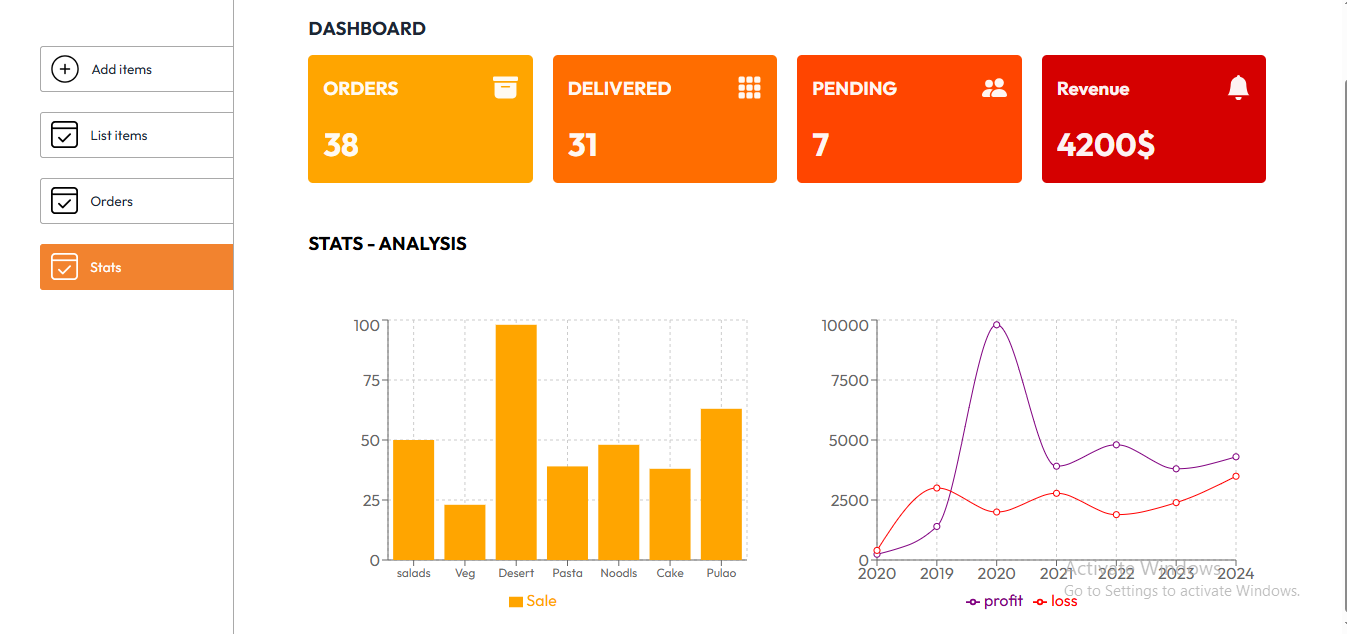 DASHBOARD
Add items
List items
Orders
Stats
ORDERS
38
DELIVERED
31
PENDING
7
Revenue
4200$
STATS - ANALYSIS
100
75
50
25
0
salads Veg Desert Pasta Noodls Cake Pulao
Sale
10000
7500
5000
2500
0
2020 2019 2020 2021 2022 2023 2024
profit loss
Activate Windows
Go to Settings to activate Windows.